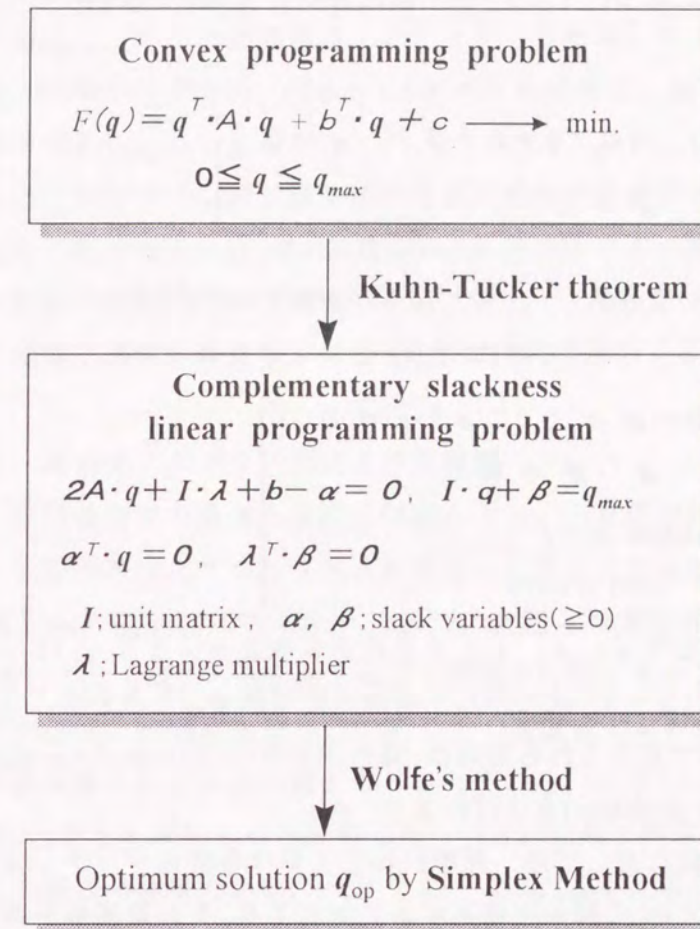 Convex programming problem
F(q) = q^T · A · q + b^T · q + c ⟶ min.
0 ≦ q ≦ q_max
Kuhn-Tucker theorem
Complementary slackness
linear programming problem
2A · q + I · λ + b − α = 0, I · q + β = q_max
α^T · q = 0, λ^T · β = 0
I ; unit matrix, α, β ; slack variables(≧0)
λ ; Lagrange multiplier
Wolfe's method
Optimum solution q_op by Simplex Method